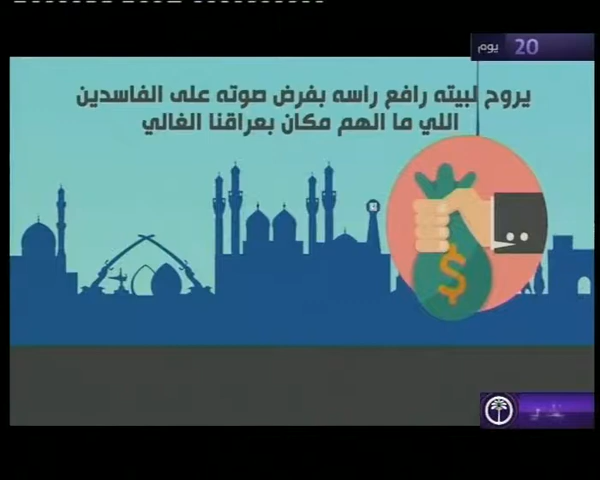 20 يوم
يروح لبيته رافع راسه بفرض صوته على الفاسدين
اللي ما الهم مكان بعراقنا الغالي
$